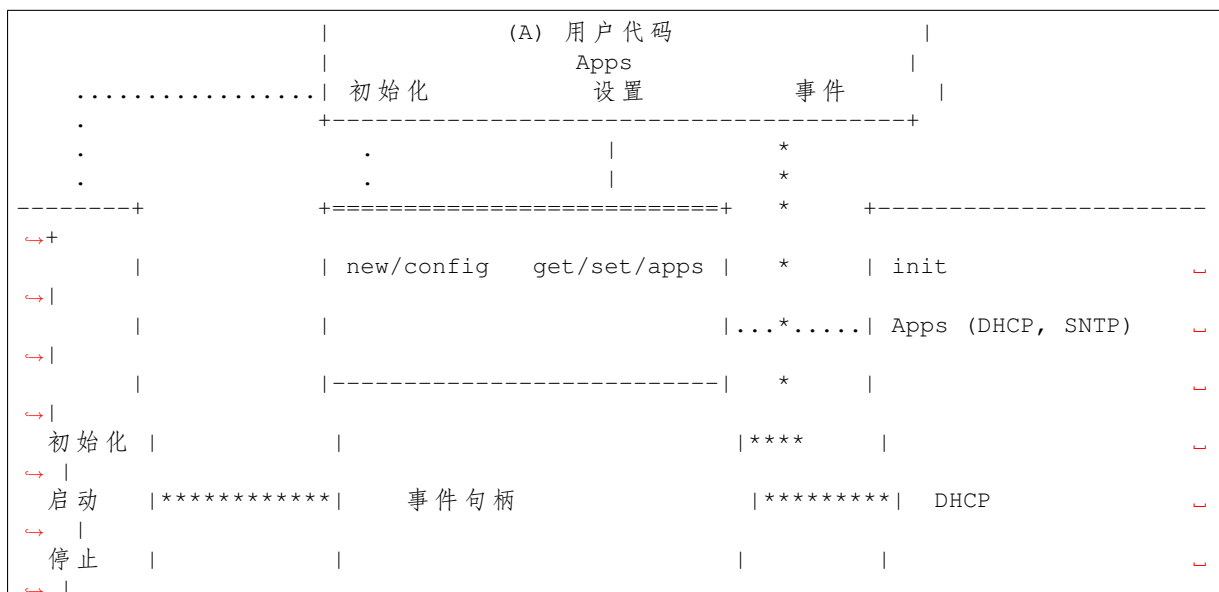 | (A) 用户代码 |
| Apps |
.................| 初始化 设置 事件 |
. +----------------------------------------+
. . | *
. . | *
--------+ +===========================+ * +-----------------------
↪+
| | new/config get/set/apps | * | init ␣
↪|
| | |...*.....| Apps (DHCP, SNTP) ␣
↪|
| |---------------------------| * | ␣
↪|
初始化 | | |**** | ␣
↪ |
启动 |************| 事件句柄 |*********| DHCP ␣
↪ |
停止 | | | | ␣
↪ |